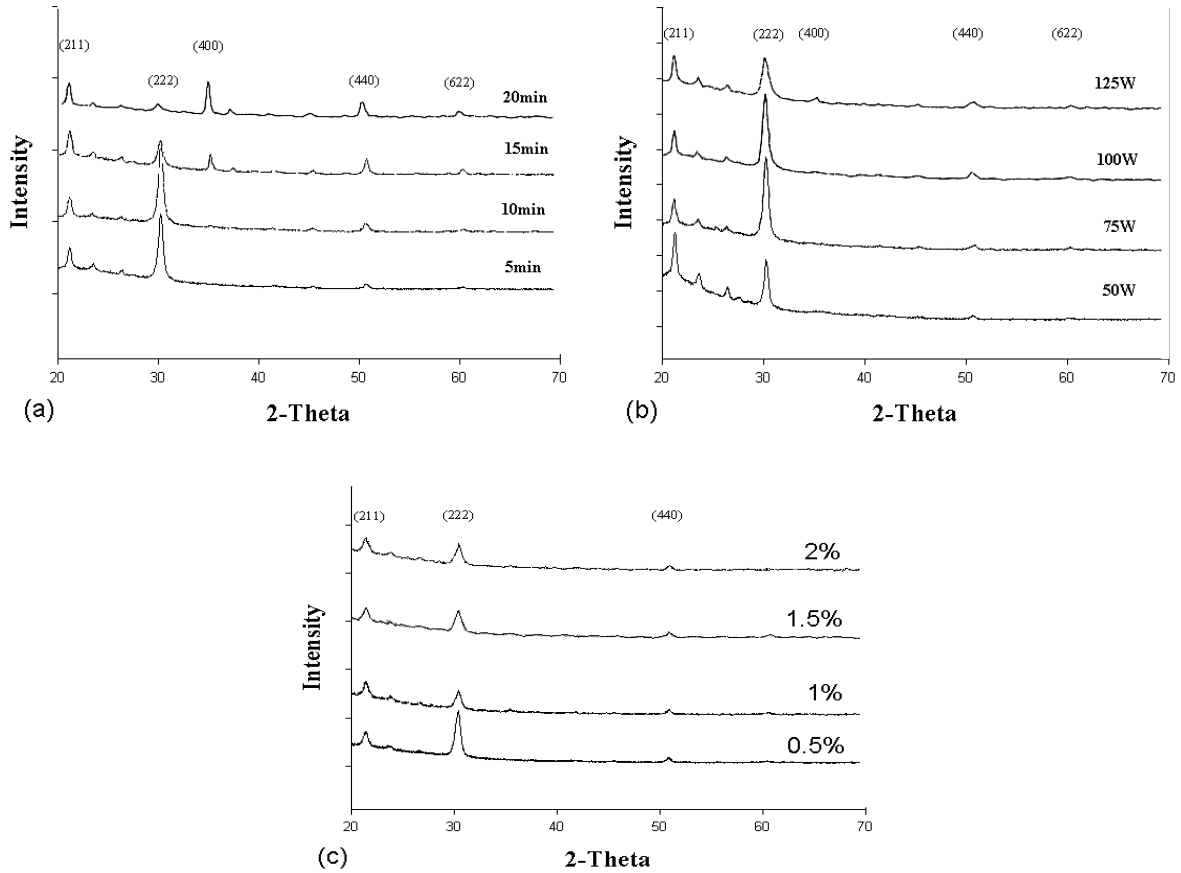 (211)
(400)
(222)
(440)
(622)
20min
15min
10min
5min
Intensity
20
30
40
50
60
70
(a)
2-Theta
(211)
(222)
(400)
(440)
(622)
125W
100W
75W
50W
Intensity
20
30
40
50
60
70
(b)
2-Theta
(211)
(222)
(440)
2%
1.5%
1%
0.5%
Intensity
20
30
40
50
60
70
(c)
2-Theta